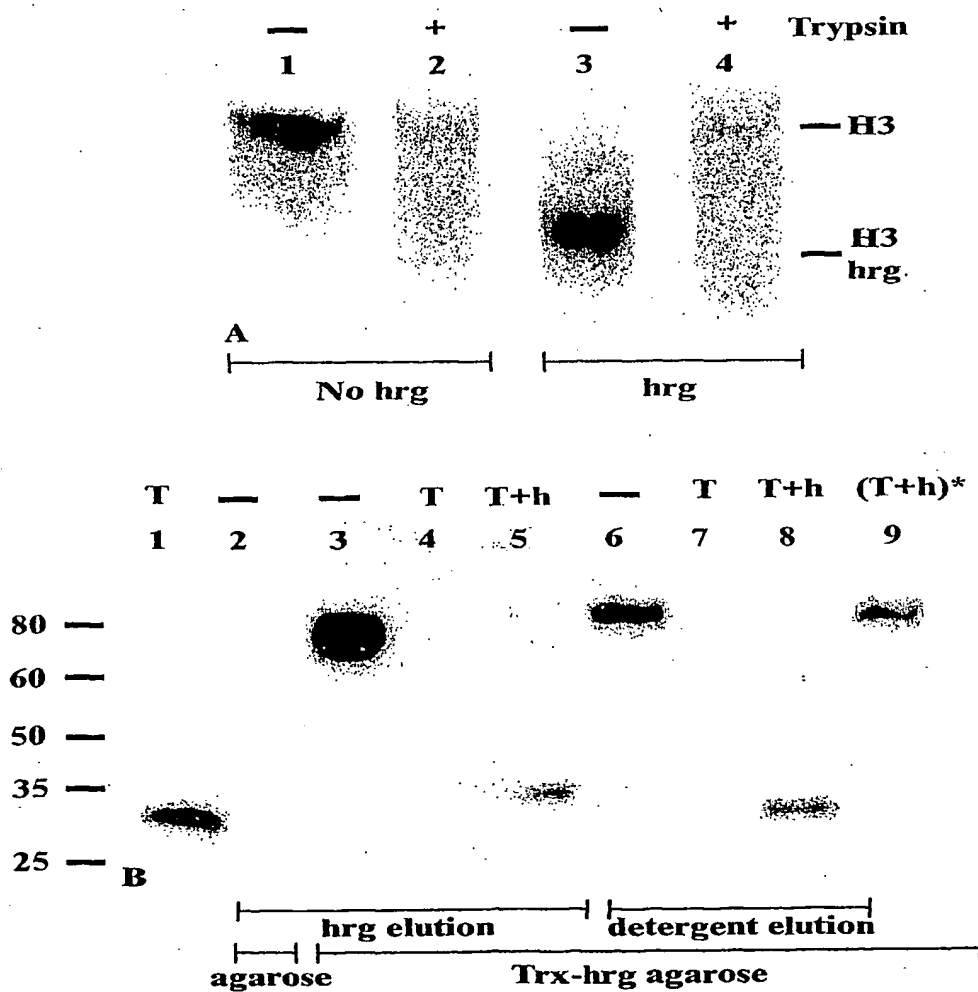 — + — + Trypsin
1 2 3 4
H3
H3
hrg.
A
No hrg hrg
T — — T T+h — T T+h (T+h)*
1 2 3 4 5 6 7 8 9
80
60
50
35
25
B
hrg elution detergent elution
agarose Trx-hrg agarose